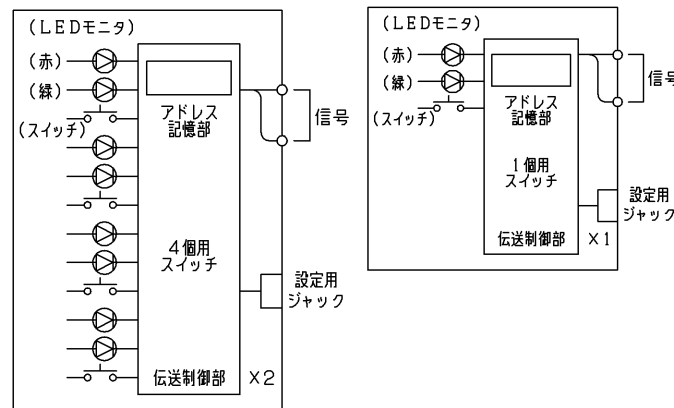 (LEDモニタ)
(赤)
(緑)
(スイッチ)
アドレス
記憶部
信号
4個用
スイッチ
設定用
ジャック
伝送制御部
×2
(LEDモニタ)
(赤)
(緑)
(スイッチ)
アドレス
記憶部
信号
1個用
スイッチ
設定用
ジャック
伝送制御部
×1